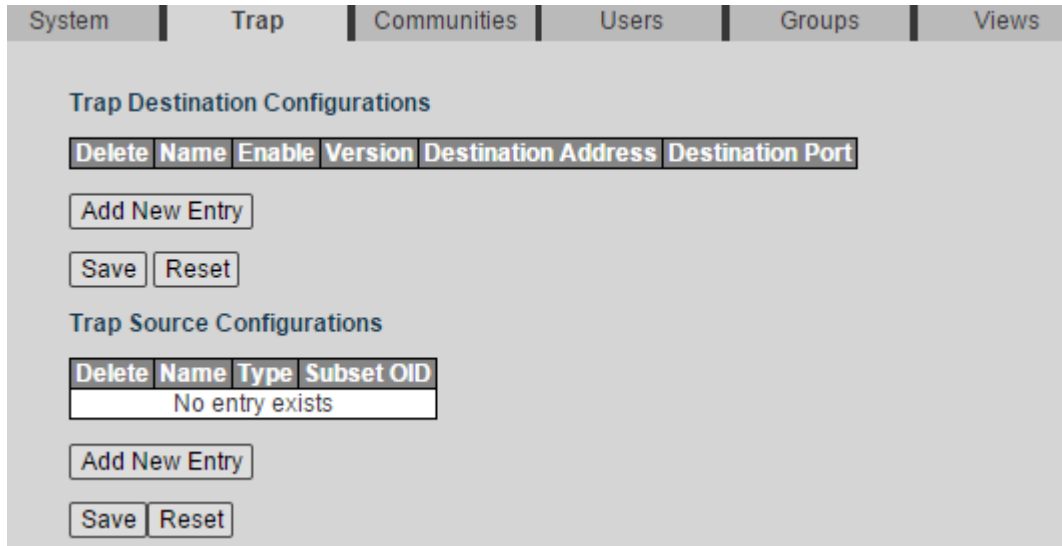 System Trap Communities Users Groups Views
Trap Destination Configurations
Delete Name Enable Version Destination Address Destination Port
Add New Entry
Save Reset
Trap Source Configurations
Delete Name Type Subset OID
No entry exists
Add New Entry
Save Reset